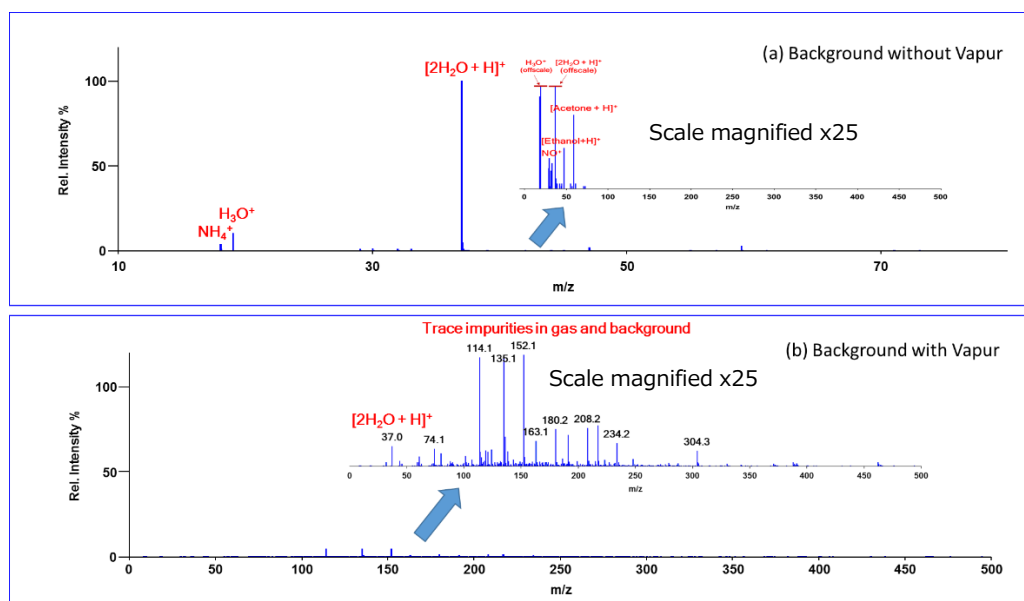 (a) Background without Vapur
Rel. Intensity %
100
50
0
[2H₂O + H]⁺
H₃O⁺
NH₄⁺
10
30
50
70
m/z
H₃O⁺
(offscale)
[2H₂O + H]⁺
(offscale)
[Acetone + H]⁺
[Ethanol+H]⁺
NO⁺
Scale magnified x25
0 50 100 150 200 250 300 350 400 450 500
m/z
Trace impurities in gas and background
(b) Background with Vapur
Rel. Intensity %
100
50
0
Scale magnified x25
[2H₂O + H]⁺
37.0
74.1
114.1
135.1
152.1
163.1
180.2
208.2
234.2
304.3
0 50 100 150 200 250 300 350 400 450 500
m/z
0 50 100 150 200 250 300 350 400 450 500
m/z